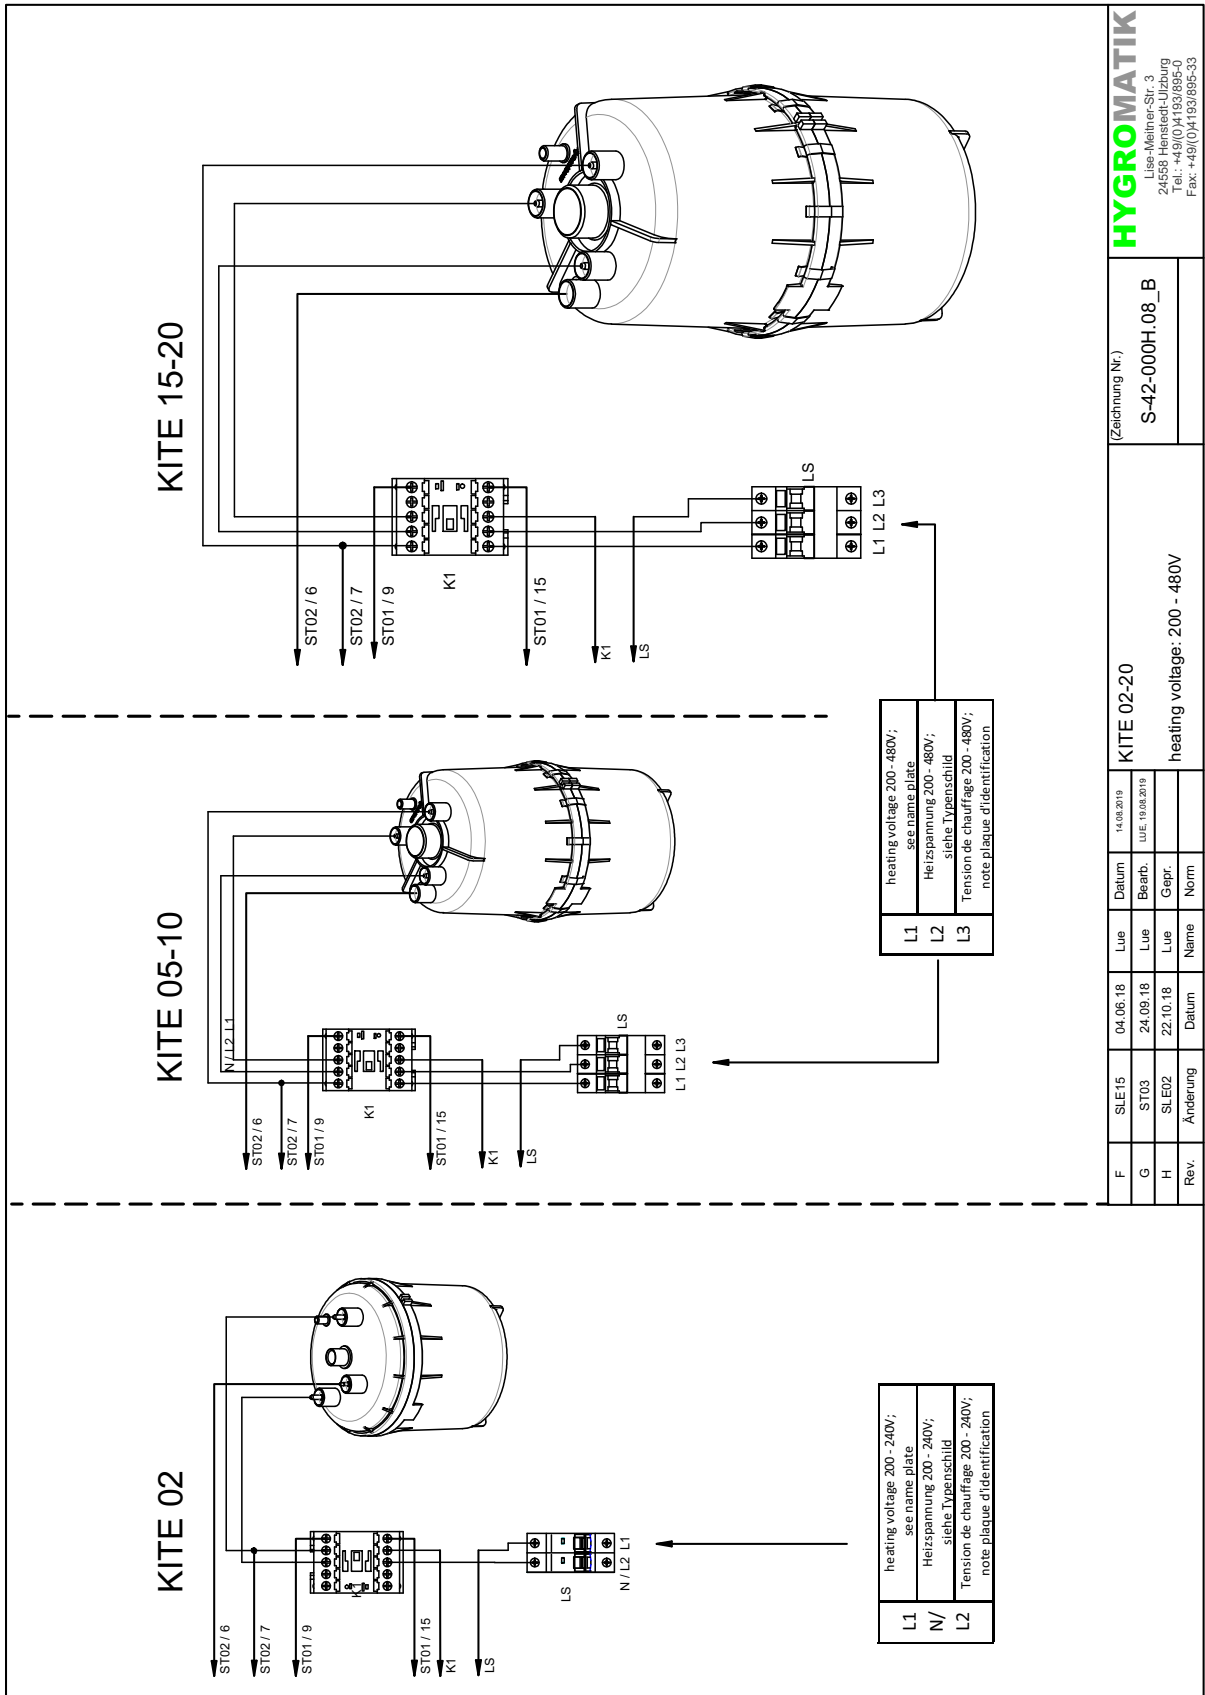 KITE 02
ST02 / 6
ST02 / 7
ST01 / 9
K1
ST01 / 15
K1
LS
LS
N / L2 L1
L1
N/
L2
heating voltage 200 - 240V;
see name plate
Heizspannung 200 - 240V;
siehe Typenschild
Tension de chauffage 200 - 240V;
note plaque d'identification
KITE 05-10
N / L2 L1
ST02 / 6
ST02 / 7
ST01 / 9
K1
ST01 / 15
K1
LS
LS
L1 L2 L3
KITE 15-20
ST02 / 6
ST02 / 7
ST01 / 9
K1
ST01 / 15
K1
LS
LS
L1 L2 L3
L1
L2
L3
heating voltage 200 - 480V;
see name plate
Heizspannung 200 - 480V;
siehe Typenschild
Tension de chauffage 200 - 480V;
note plaque d'identification
F SLE15 04.06.18 Lue Datum 14.08.2019
G ST03 24.09.18 Lue Bearb. LUE, 19.08.2019
H SLE02 22.10.18 Lue Gepr.
Rev. Änderung Datum Name Norm
KITE 02-20
heating voltage: 200 - 480V
(Zeichnung Nr.)
S-42-000H.08_B
HYGROMATIK
Lise-Meitner-Str. 3
24558 Henstedt-Ulzburg
Tel.: +49/(0)4193/895-0
Fax: +49/(0)4193/895-33